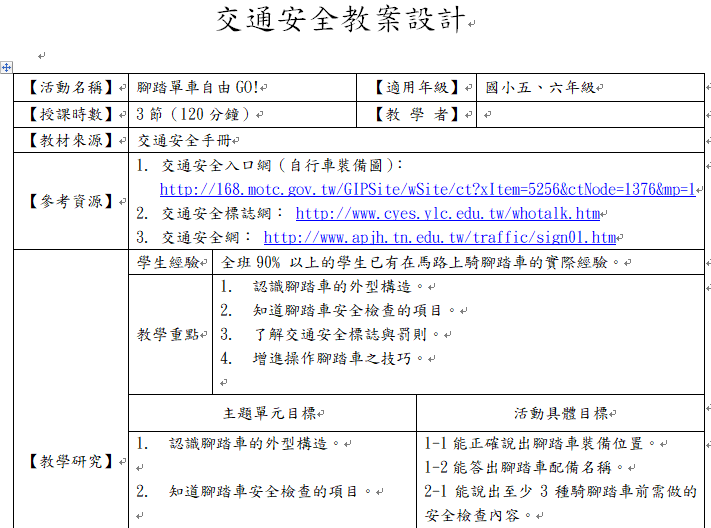 交通安全教案設計
【活動名稱】 腳踏單車自由 GO! 【適用年級】 國小五、六年級
【授課時數】 3 節（120 分鐘） 【教 學 者】
【教材來源】 交通安全手冊
【參考資源】
1. 交通安全入口網（自行車裝備圖）：
http://168.motc.gov.tw/GIPSite/wSite/ct?xItem=5256&ctNode=1376&mp=1
2. 交通安全標誌網： http://www.cyes.ylc.edu.tw/whotalk.htm
3. 交通安全網： http://www.apjh.tn.edu.tw/traffic/sign01.htm
【教學研究】
學生經驗 全班 90% 以上的學生已有在馬路上騎腳踏車的實際經驗。
教學重點
1. 認識腳踏車的外型構造。
2. 知道腳踏車安全檢查的項目。
3. 了解交通安全標誌與罰則。
4. 增進操作腳踏車之技巧。
主題單元目標 活動具體目標
1. 認識腳踏車的外型構造。
2. 知道腳踏車安全檢查的項目。
1-1 能正確說出腳踏車裝備位置。
1-2 能答出腳踏車配備名稱。
2-1 能說出至少 3 種騎腳踏車前需做的
安全檢查內容。